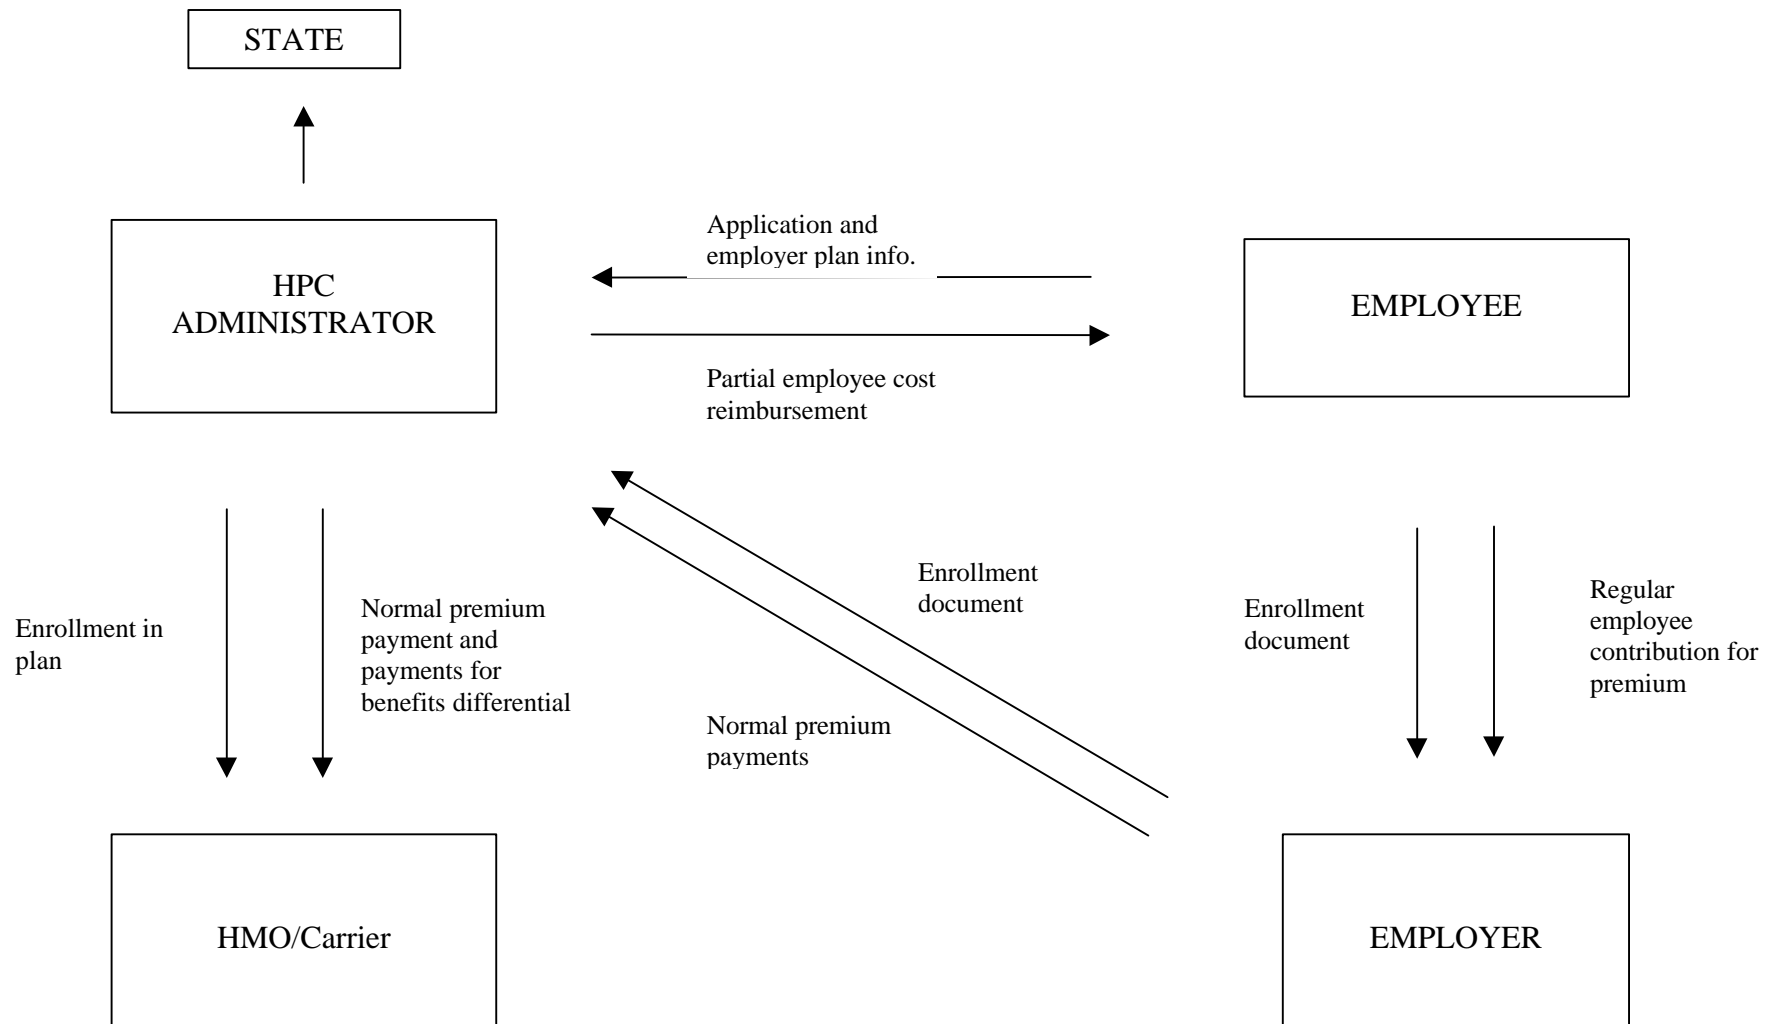 STATE
Application and
employer plan info.
HPC
ADMINISTRATOR
EMPLOYEE
Partial employee cost
reimbursement
Enrollment
document
Enrollment in
plan
Normal premium
payment and
payments for
benefits differential
Enrollment
document
Regular
employee
contribution for
premium
Normal premium
payments
HMO/Carrier
EMPLOYER